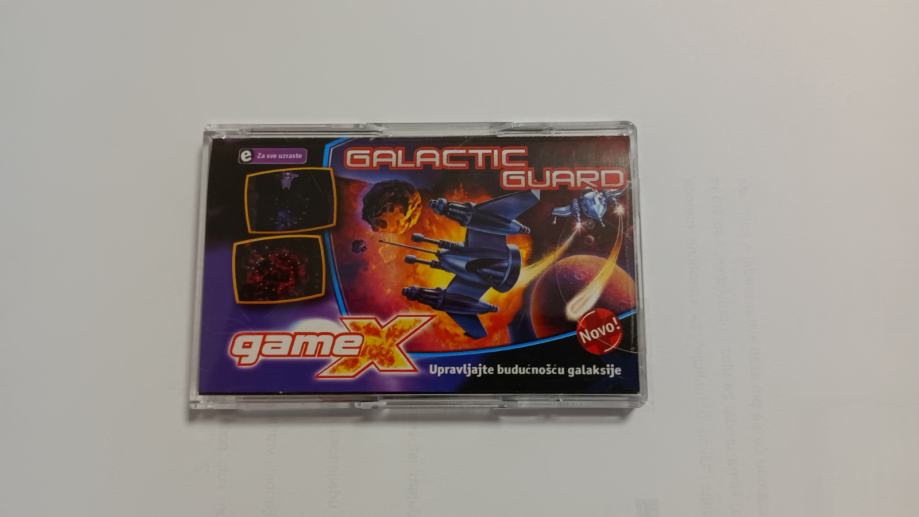 e Za sve uzraste
GALACTIC
GUARD
gameX
Novo!
Upravljajte budućnošću galaksije